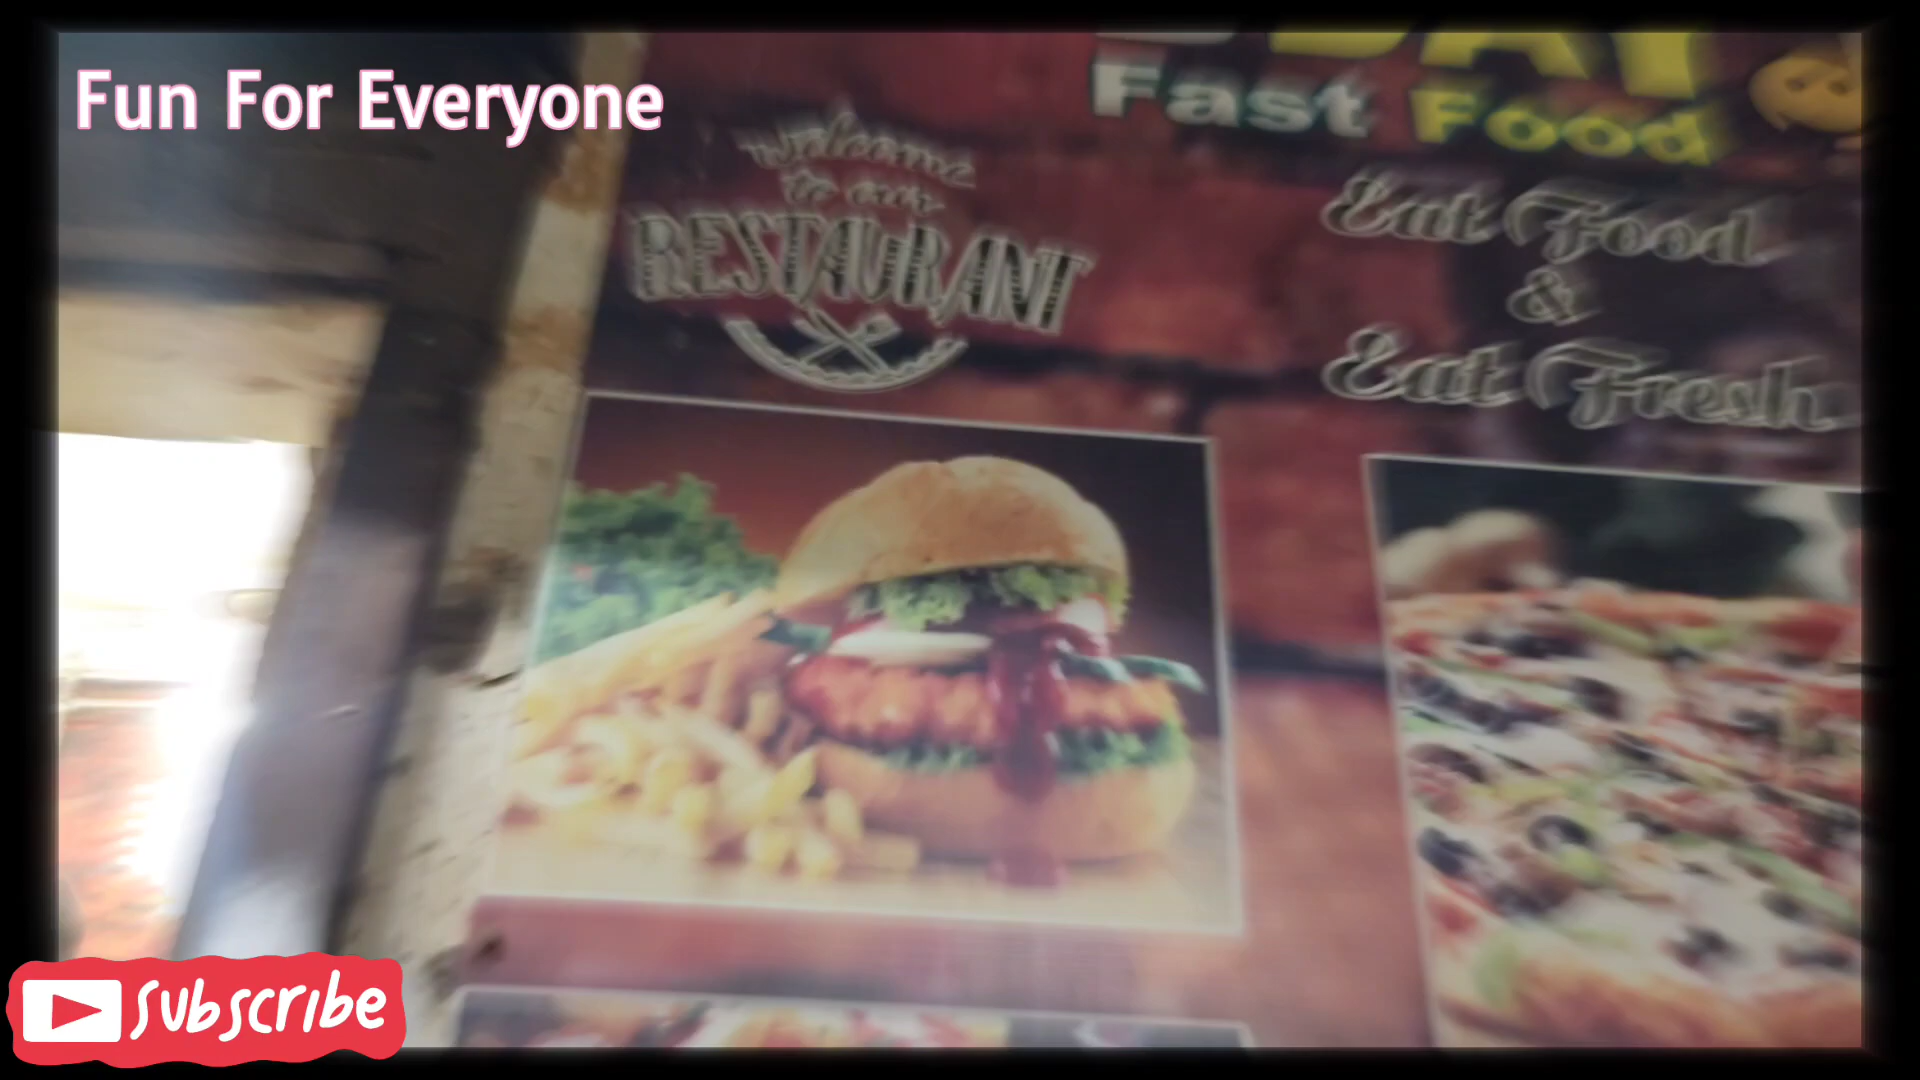 Fun For Everyone
Fast Food
Welcome
to our
RESTAURANT
Eat Food
&
Eat Fresh
Subscribe